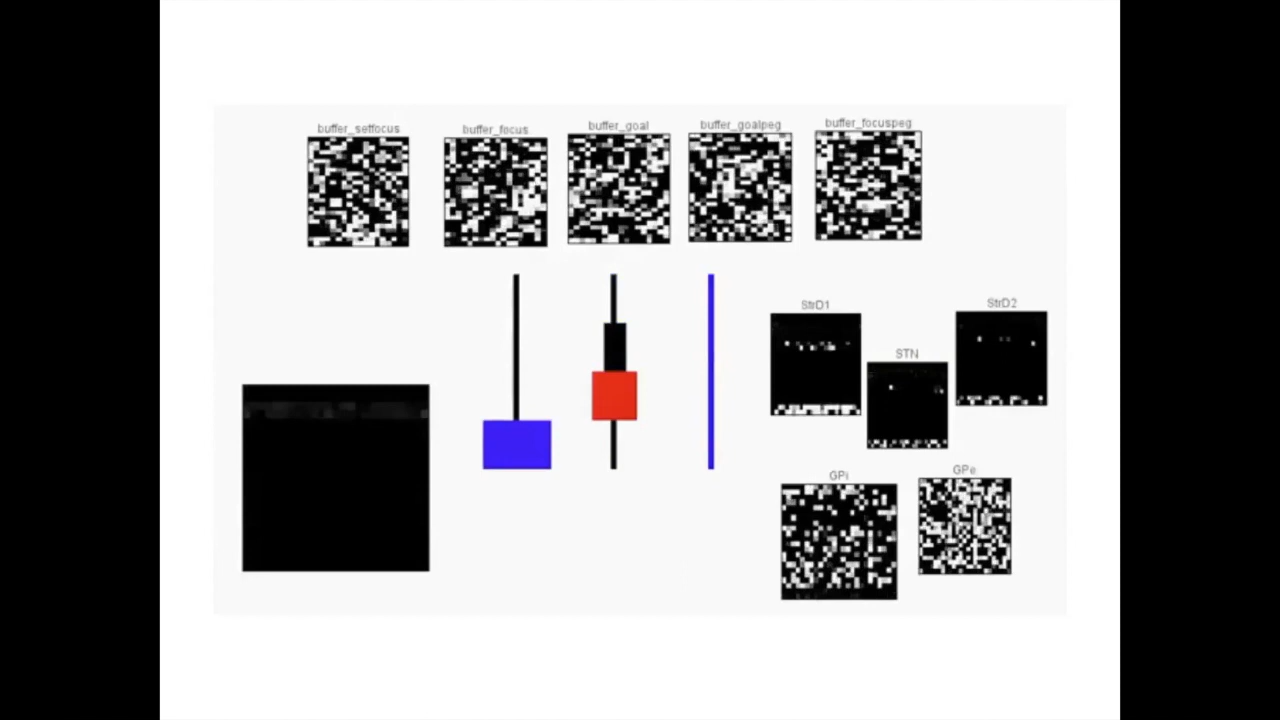 buffer_setfocus
buffer_focus
buffer_goal
buffer_goalpeg
buffer_focuspeg
StrD1
StrD2
STN
GPi
GPe